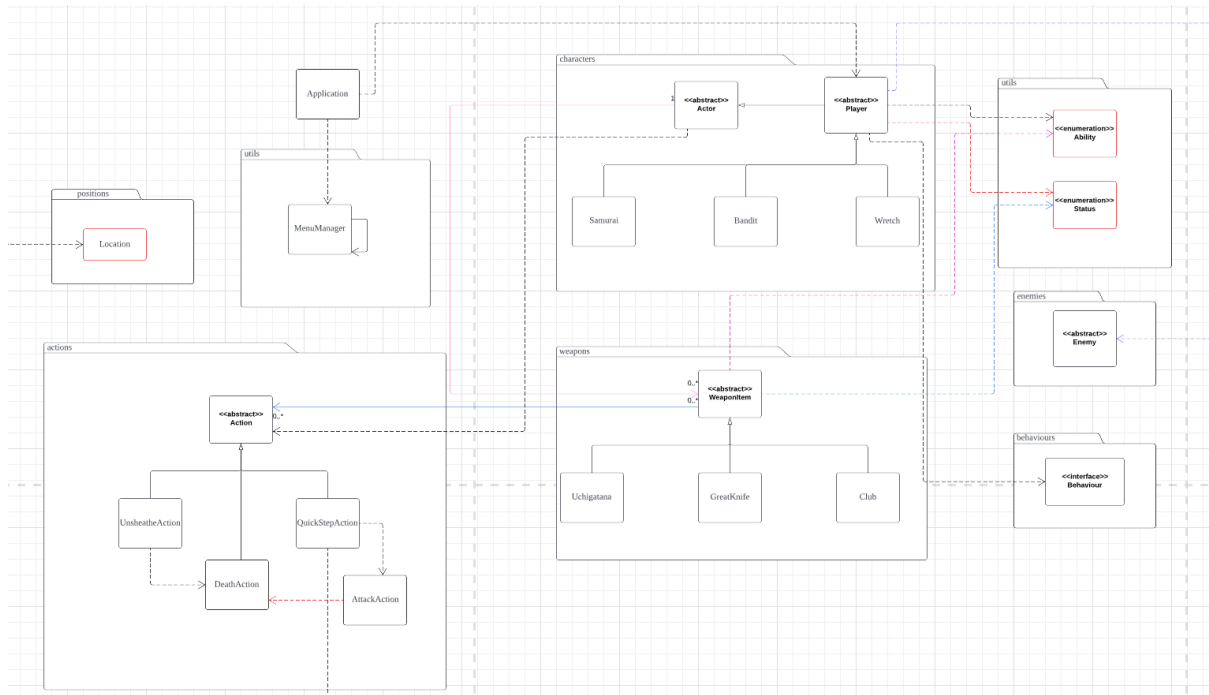 characters
Application
<<abstract>>
Actor
1
<<abstract>>
Player
utils
<<enumeration>>
Ability
<<enumeration>>
Status
utils
MenuManager
positions
Location
Samurai
Bandit
Wretch
enemies
<<abstract>>
Enemy
actions
<<abstract>>
Action
0..*
UnsheatheAction
QuickStepAction
DeathAction
AttackAction
weapons
0..*
0..*
<<abstract>>
WeaponItem
Uchigatana
GreatKnife
Club
behaviours
<<interface>>
Behaviour